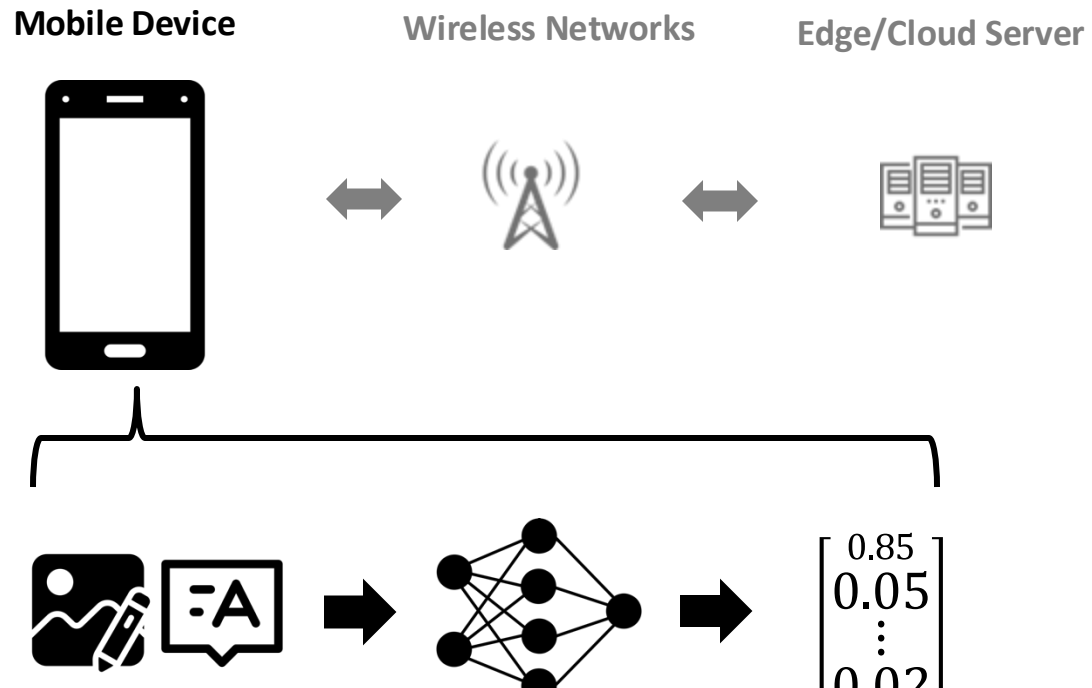 Mobile Device
Wireless Networks
Edge/Cloud Server
A
0.85
0.05
⋮
0.02